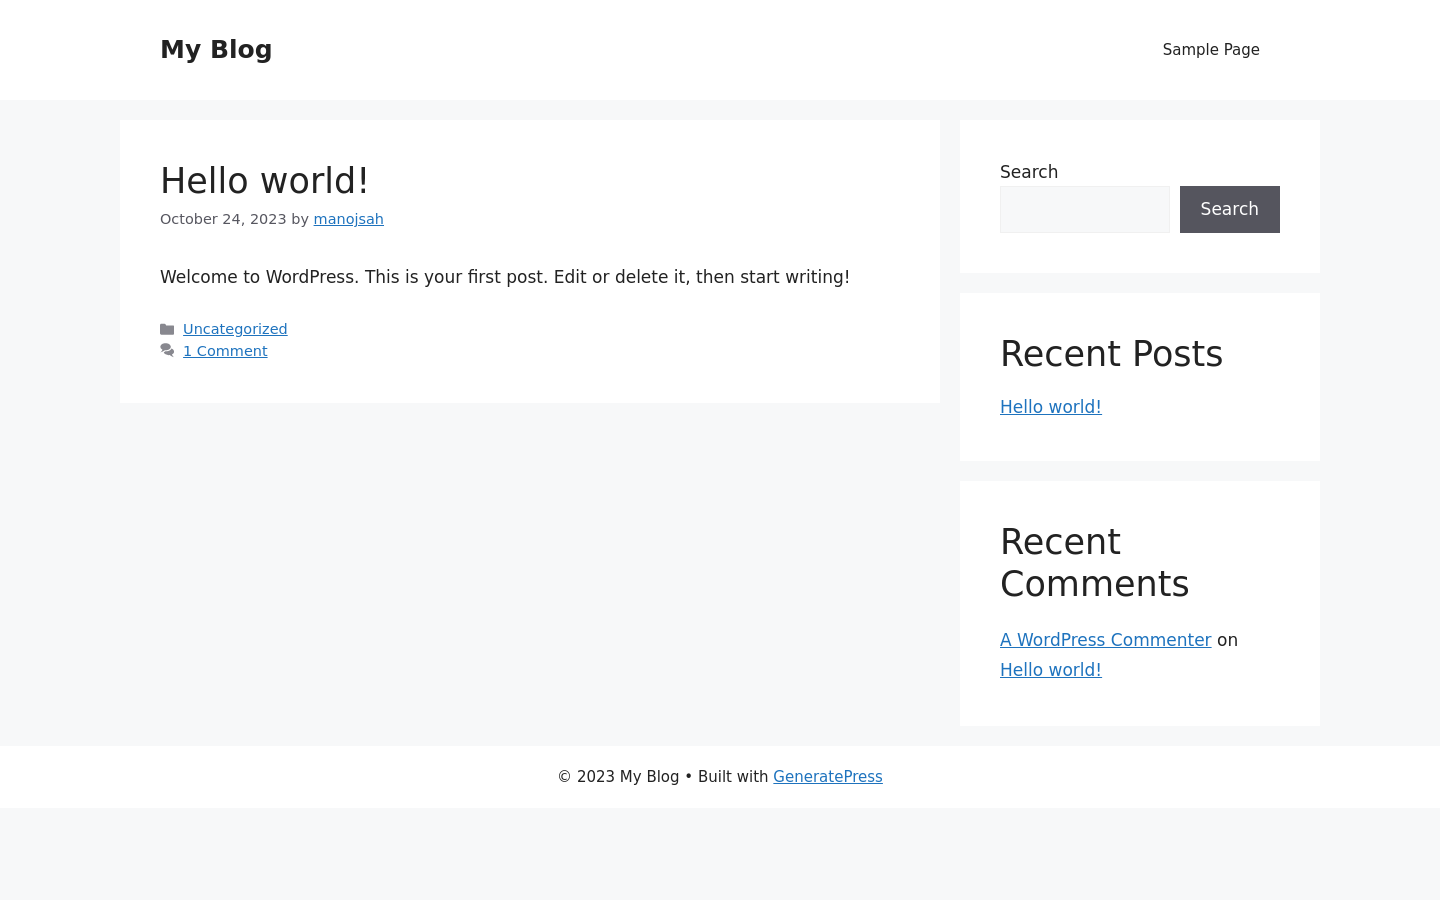 My Blog
Sample Page
Hello world!
October 24, 2023 by manojsah
Welcome to WordPress. This is your first post. Edit or delete it, then start writing!
Uncategorized
1 Comment
Search
Search
Recent Posts
Hello world!
Recent
Comments
A WordPress Commenter on
Hello world!
© 2023 My Blog • Built with GeneratePress